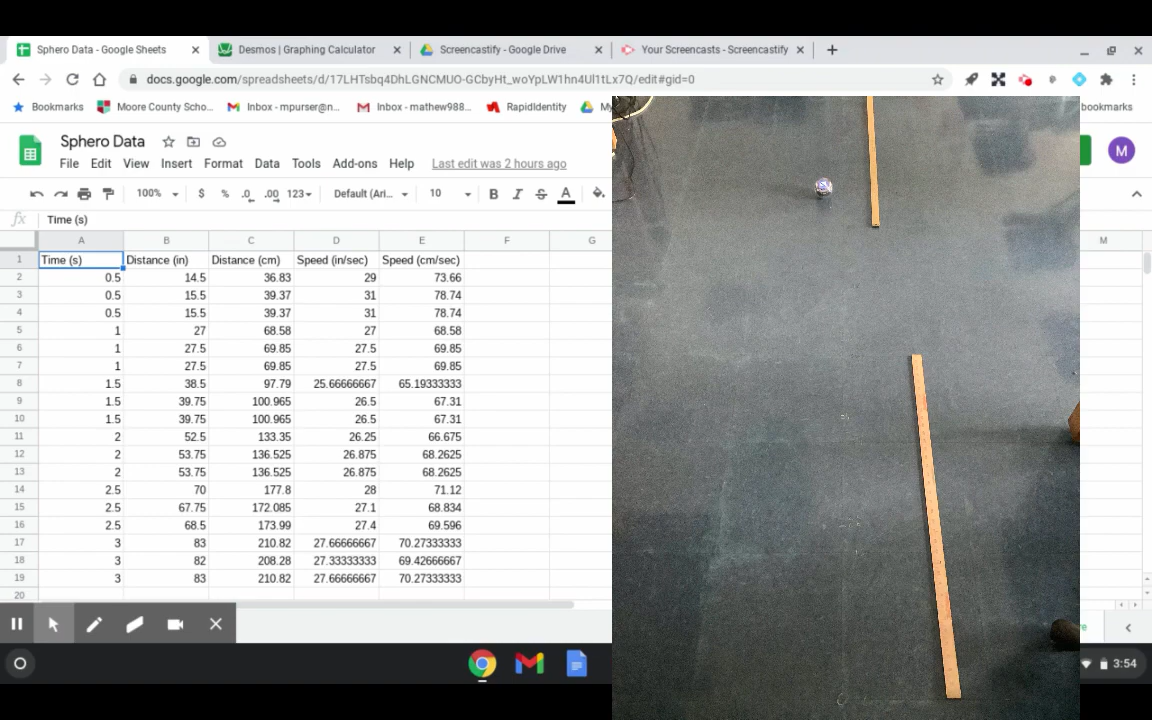 Sphero Data - Google Sheets
Desmos | Graphing Calculator
Screencastify - Google Drive
Your Screencasts - Screencastify
docs.google.com/spreadsheets/d/17LHTsbq4DhLGNCMUO-GCbyHt_woYpLW1hn4Ul1tLx7Q/edit#gid=0
Bookmarks Moore County Scho... Inbox - mpurser@n... Inbox - mathew988... RapidIdentity My bookmarks
Sphero Data
M
File Edit View Insert Format Data Tools Add-ons Help Last edit was 2 hours ago
100% $ % .0 .00 123 Default (Ari... 10 B I S A
fx Time (s)
A B C D E F G M
1 Time (s) Distance (in) Distance (cm) Speed (in/sec) Speed (cm/sec)
2 0.5 14.5 36.83 29 73.66
3 0.5 15.5 39.37 31 78.74
4 0.5 15.5 39.37 31 78.74
5 1 27 68.58 27 68.58
6 1 27.5 69.85 27.5 69.85
7 1 27.5 69.85 27.5 69.85
8 1.5 38.5 97.79 25.66666667 65.19333333
9 1.5 39.75 100.965 26.5 67.31
10 1.5 39.75 100.965 26.5 67.31
11 2 52.5 133.35 26.25 66.675
12 2 53.75 136.525 26.875 68.2625
13 2 53.75 136.525 26.875 68.2625
14 2.5 70 177.8 28 71.12
15 2.5 67.75 172.085 27.1 68.834
16 2.5 68.5 173.99 27.4 69.596
17 3 83 210.82 27.66666667 70.27333333
18 3 82 208.28 27.33333333 69.42666667
19 3 83 210.82 27.66666667 70.27333333
20
3:54